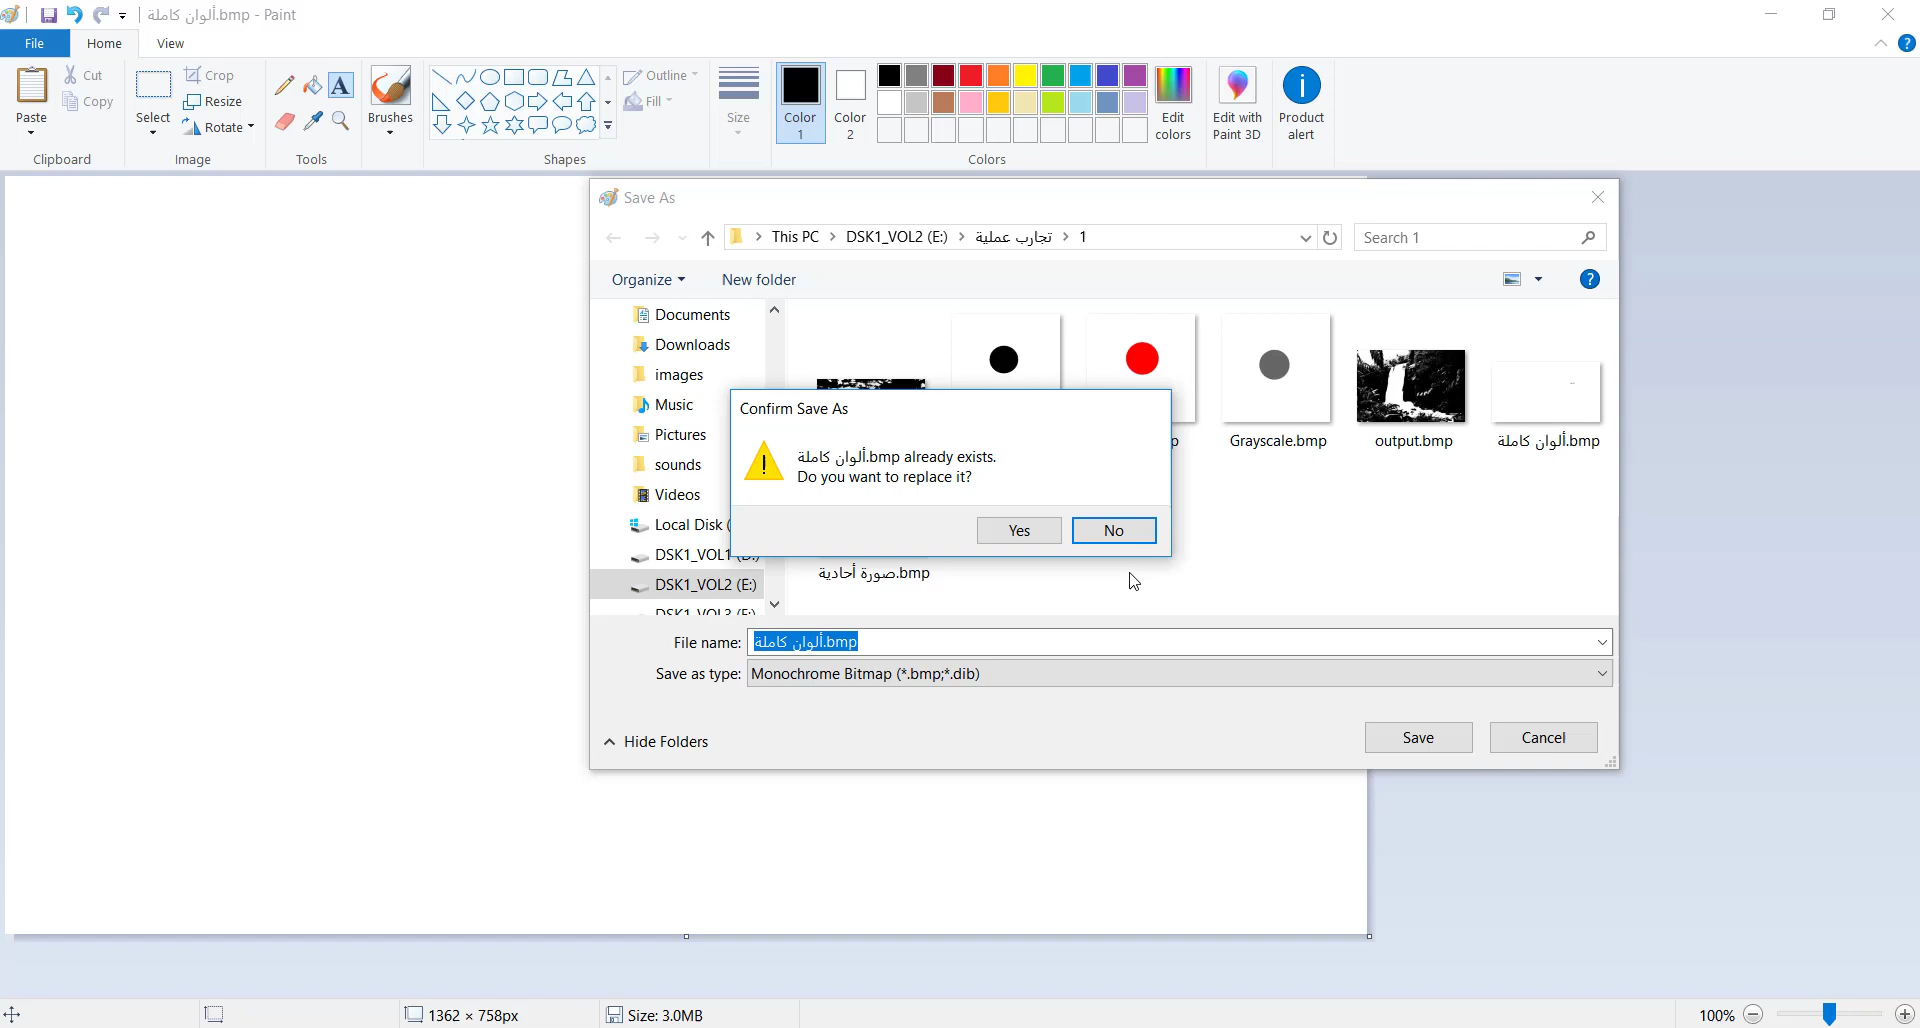 ألوان كاملة.bmp - Paint
File
Home
View
Paste
Cut
Copy
Clipboard
Select
Crop
Resize
Rotate
Image
Tools
Brushes
Outline
Fill
Shapes
Size
Color 1
Color 2
Edit colors
Colors
Edit with Paint 3D
Product alert
Save As
This PC > DSK1_VOL2 (E:) > تجارب عملية > 1
Search 1
Organize
New folder
Documents
Downloads
images
Music
Pictures
sounds
Videos
Local Disk (
DSK1_VOL1 (D:)
DSK1_VOL2 (E:)
DSK1_VOL3 (F:)
p
Grayscale.bmp
output.bmp
ألوان كاملة.bmp
صورة أحادية.bmp
Confirm Save As
ألوان كاملة.bmp already exists.
Do you want to replace it?
Yes
No
File name: ألوان كاملة.bmp
Save as type: Monochrome Bitmap (*.bmp;*.dib)
Hide Folders
Save
Cancel
1362 × 758px
Size: 3.0MB
100%